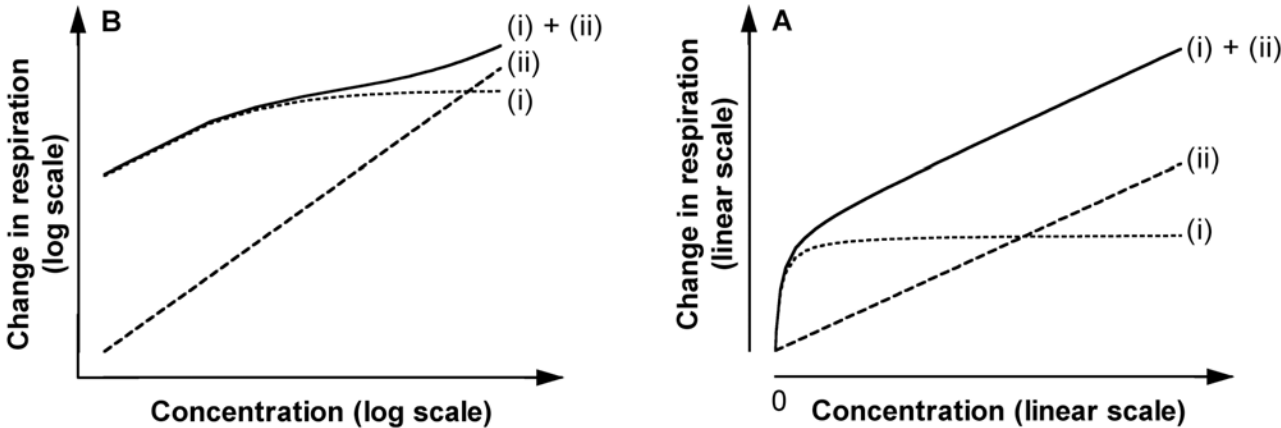 B
(i) + (ii)
(ii)
(i)
Change in respiration
(log scale)
Concentration (log scale)
A
(i) + (ii)
(ii)
(i)
Change in respiration
(linear scale)
0
Concentration (linear scale)